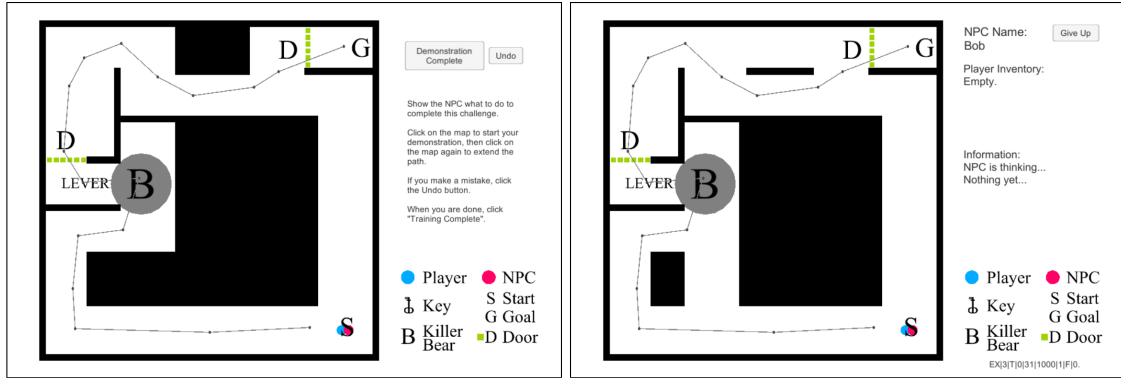 D
G
D
LEVER
B
S
Demonstration
Complete
Undo
Show the NPC what to do to
complete this challenge.
Click on the map to start your
demonstration, then click on
the map again to extend the
path.
If you make a mistake, click
the Undo button.
When you are done, click
"Training Complete".
Player
NPC
Key
S Start
G Goal
B Killer
Bear
D Door
D
G
D
LEVER
B
S
NPC Name:
Bob
Give Up
Player Inventory:
Empty.
Information:
NPC is thinking...
Nothing yet...
Player
NPC
Key
S Start
G Goal
B Killer
Bear
D Door
EX|3|T|0|31|1000|1|F|0.